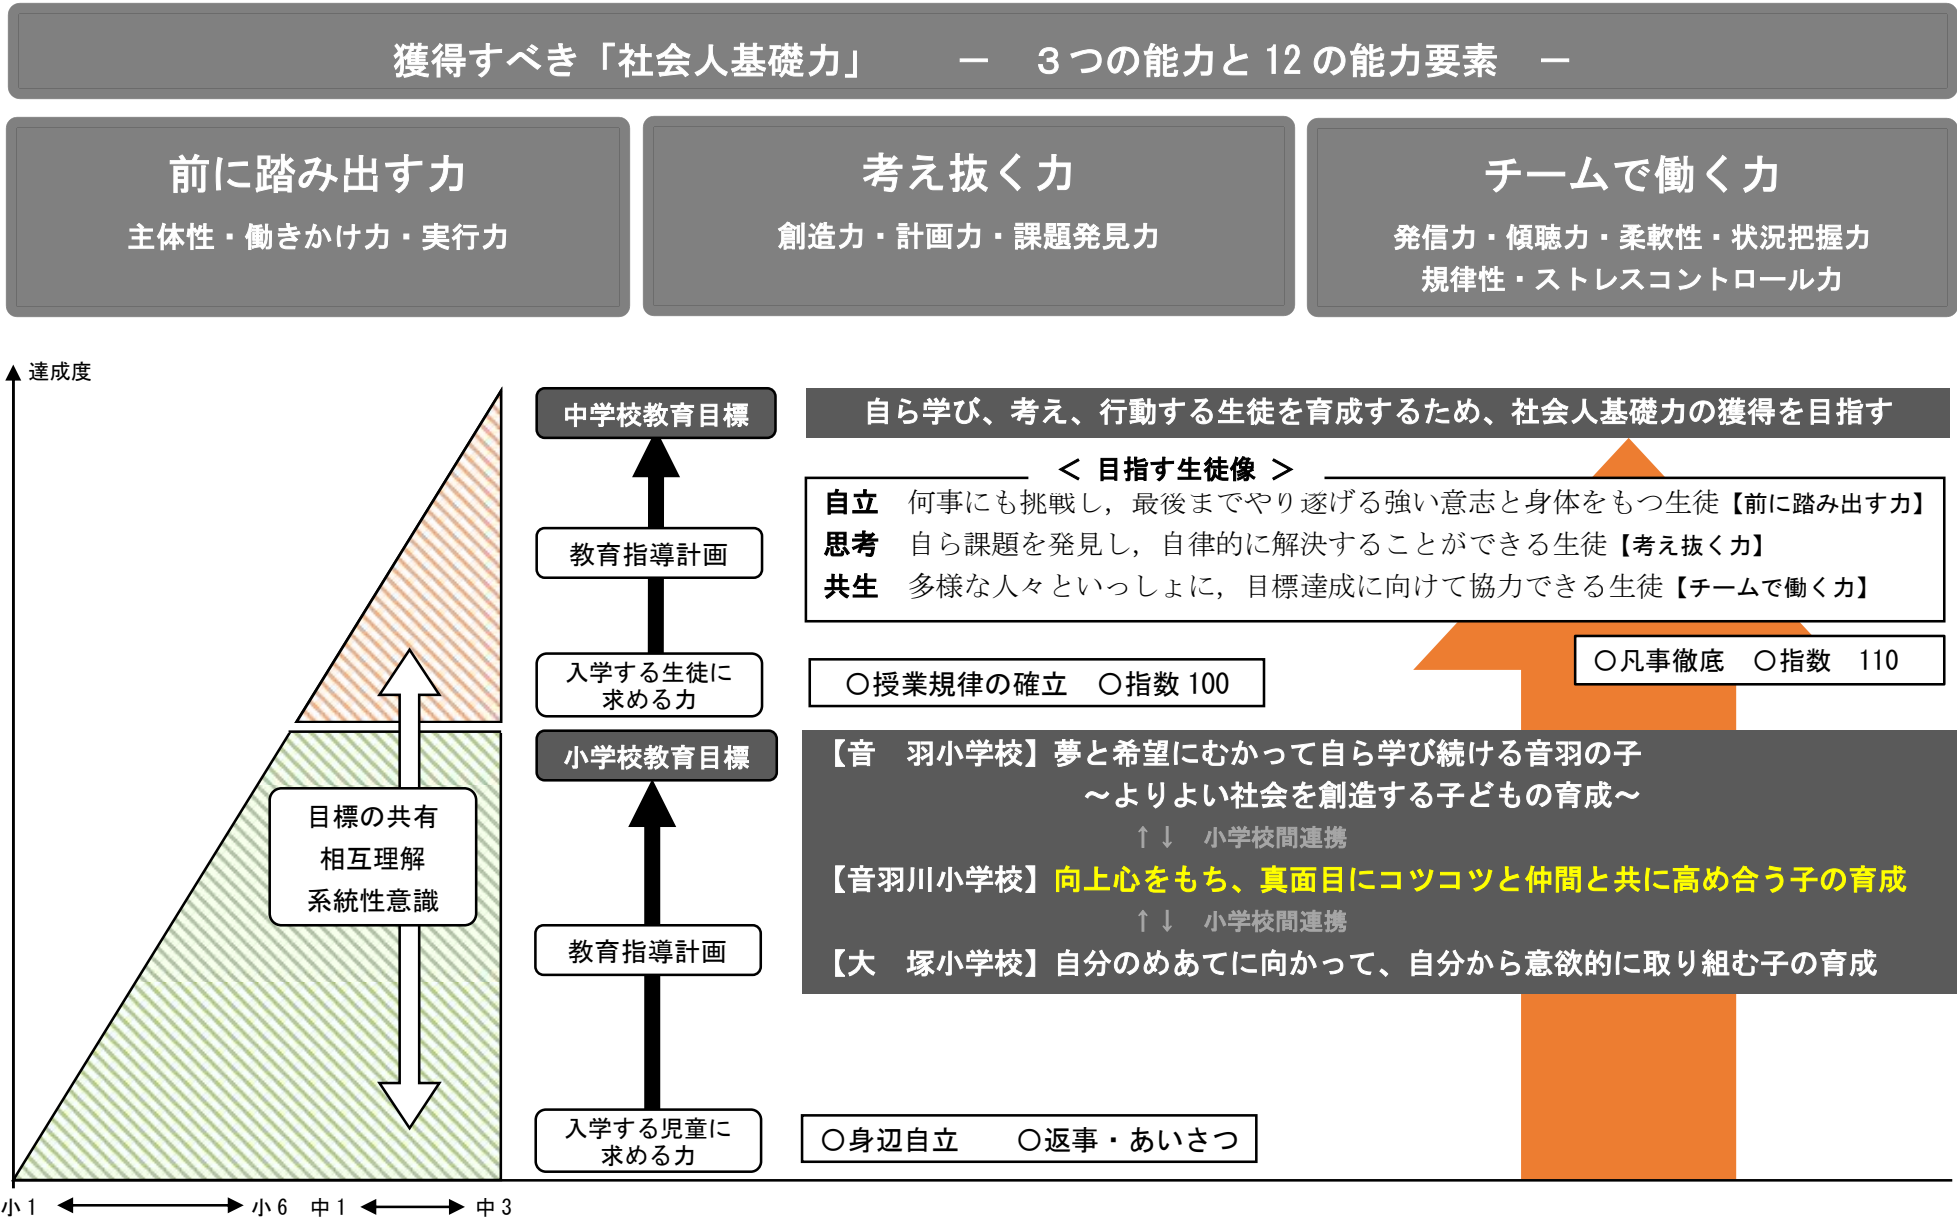 獲得すべき「社会人基礎力」　－　３つの能力と12の能力要素　－
前に踏み出す力
主体性・働きかけ力・実行力
考え抜く力
創造力・計画力・課題発見力
チームで働く力
発信力・傾聴力・柔軟性・状況把握力
規律性・ストレスコントロール力
達成度
中学校教育目標
自ら学び、考え、行動する生徒を育成するため、社会人基礎力の獲得を目指す
＜ 目指す生徒像 ＞
自立　何事にも挑戦し，最後までやり遂げる強い意志と身体をもつ生徒【前に踏み出す力】
思考　自ら課題を発見し，自律的に解決することができる生徒【考え抜く力】
共生　多様な人々といっしょに，目標達成に向けて協力できる生徒【チームで働く力】
教育指導計画
入学する生徒に
求める力
○授業規律の確立　○指数100
○凡事徹底　○指数　110
小学校教育目標
【音　羽小学校】夢と希望にむかって自ら学び続ける音羽の子
～よりよい社会を創造する子どもの育成～
↑↓　小学校間連携
【音羽川小学校】向上心をもち、真面目にコツコツと仲間と共に高め合う子の育成
↑↓　小学校間連携
【大　塚小学校】自分のめあてに向かって、自分から意欲的に取り組む子の育成
目標の共有
相互理解
系統性意識
教育指導計画
入学する児童に
求める力
○身辺自立　　○返事・あいさつ
小1　小6　中1　中3